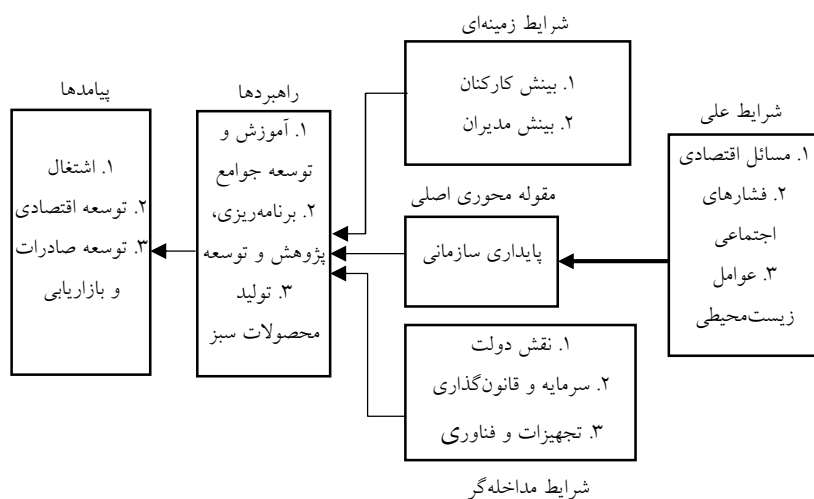 شرایط علی
۱. مسائل اقتصادی
۲. فشارهای
اجتماعی
۳. عوامل
زیست‌محیطی
شرایط زمینه‌ای
۱. بینش کارکنان
۲. بینش مدیران
مقوله محوری اصلی
پایداری سازمانی
۱. نقش دولت
۲. سرمایه و قانون‌گذاری
۳. تجهیزات و فناوری
شرایط مداخله‌گر
راهبردها
۱. آموزش و
توسعه جوامع
۲. برنامه‌ریزی،
پژوهش و توسعه
۳. تولید
محصولات سبز
پیامدها
۱. اشتغال
۲. توسعه اقتصادی
۳. توسعه صادرات
و بازاریابی